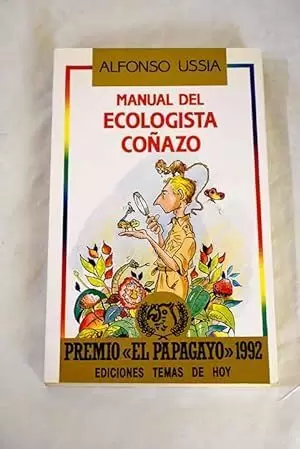 ALFONSO USSIA
MANUAL DEL
ECOLOGISTA
COÑAZO
PREMIO «EL PAPAGAYO» 1992
EDICIONES TEMAS DE HOY